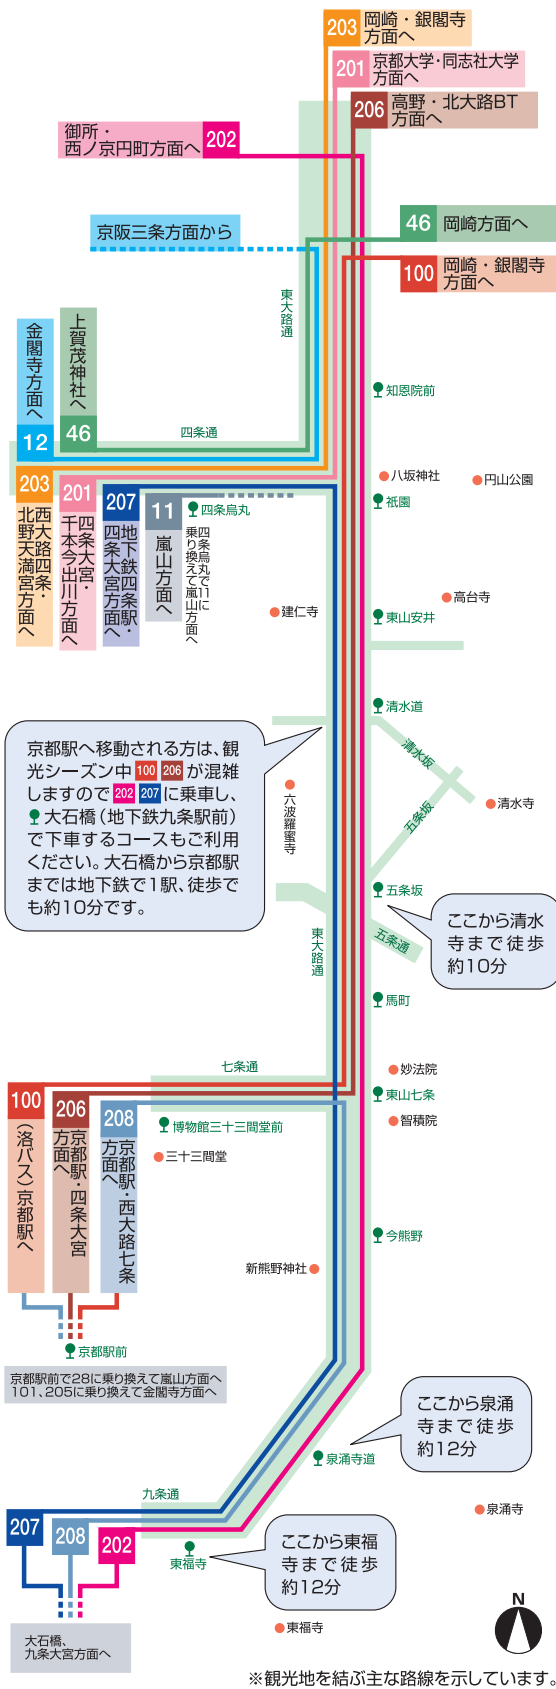 203
岡崎・銀閣寺
方面へ
201
京都大学・同志社大学
方面へ
206
高野・北大路BT
方面へ
御所・
西ノ京円町方面へ
202
京阪三条方面から
46
岡崎方面へ
100
岡崎・銀閣寺
方面へ
東大路通
金閣寺方面へ
12
上賀茂神社へ
46
四条通
知恩院前
八坂神社
円山公園
祇園
203
西大路四条・
北野天満宮方面へ
201
四条大宮・
千本今出川方面へ
207
地下鉄四条駅・
四条大宮方面へ
11
嵐山方面へ
四条烏丸
四条烏丸で11に
乗り換えて嵐山方面へ
建仁寺
高台寺
東山安井
清水道
清水坂
五条坂
清水寺
六波羅蜜寺
京都駅へ移動される方は、観
光シーズン中 100 206 が混雑
しますので 202 207 に乗車し、
大石橋(地下鉄九条駅前)
で下車するコースもご利用
ください。大石橋から京都駅
までは地下鉄で1駅、徒歩で
も約10分です。
五条坂
ここから清水
寺まで徒歩
約10分
東大路通
五条通
馬町
七条通
妙法院
東山七条
智積院
100
(洛バス)京都駅へ
206
京都駅・四条大宮
方面へ
208
京都駅・西大路七条
方面へ
博物館三十三間堂前
三十三間堂
今熊野
新熊野神社
京都駅前
京都駅前で28に乗り換えて嵐山方面へ
101、205に乗り換えて金閣寺方面へ
ここから泉涌
寺まで徒歩
約12分
泉涌寺道
九条通
泉涌寺
207
208
202
東福寺
ここから東福
寺まで徒歩
約12分
東福寺
大石橋、
九条大宮方面へ
N
※観光地を結ぶ主な路線を示しています。